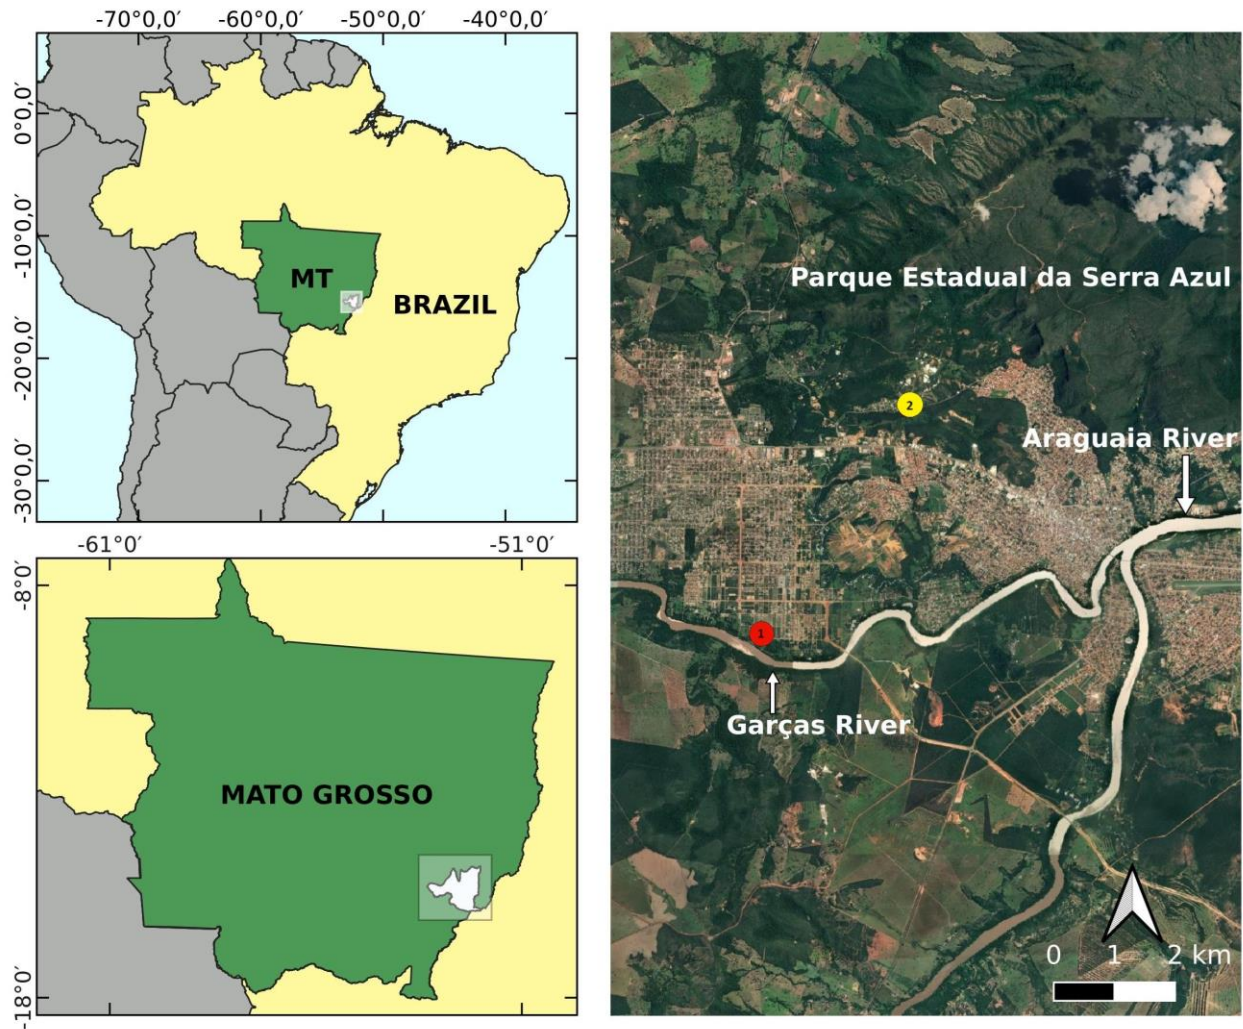 -70°0,0′ -60°0,0′ -50°0,0′ -40°0,0′
0°0,0′
-10°0,0′
-20°0,0′
-30°0,0′
MT
BRAZIL
-61°0′ -51°0′
-8°0′
-18°0′
MATO GROSSO
Parque Estadual da Serra Azul
2
Araguaia River
1
Garças River
0 1 2 km